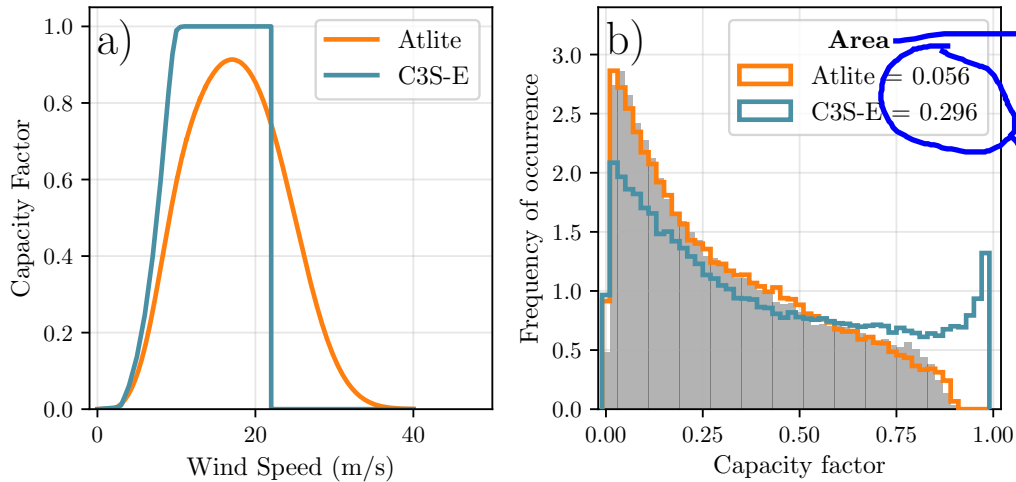 a)
Atlite
C3S-E
1.0
0.8
0.6
0.4
0.2
0.0
Capacity Factor
0
20
40
Wind Speed (m/s)
b)
Area
Atlite = 0.056
C3S-E = 0.296
3.0
2.5
2.0
1.5
1.0
0.5
0.0
Frequency of occurrence
0.00
0.25
0.50
0.75
1.00
Capacity factor